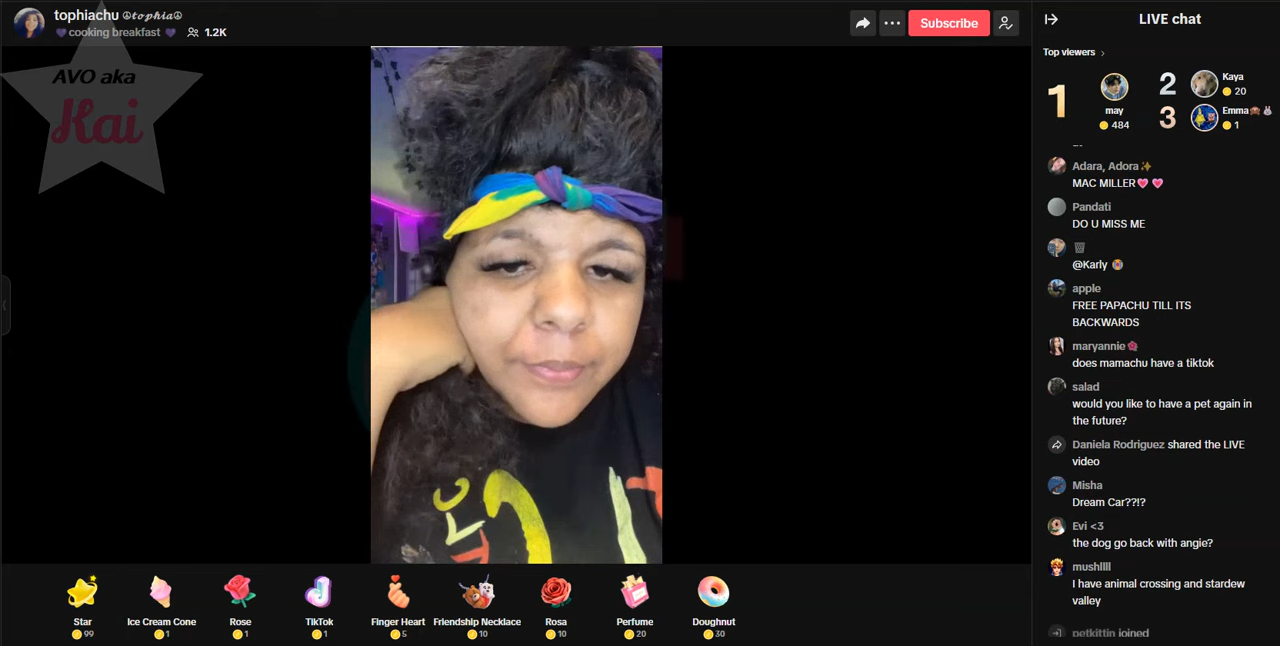 tophiachu ☮𝓽𝓸𝓹𝓱𝓲𝓪☮
💜cooking breakfast 💜 1.2K
Subscribe
AVO aka
Kai
LIVE chat
Top viewers
1
may
484
2
Kaya
20
3
Emma
1
Adara, Adora✨
MAC MILLER💗 💗
Pandati
DO U MISS ME
🗑
@Karly
apple
FREE PAPACHU TILL ITS
BACKWARDS
maryannie🌺
does mamachu have a tiktok
salad
would you like to have a pet again in
the future?
Daniela Rodriguez shared the LIVE
video
Misha
Dream Car??!?
Evi <3
the dog go back with angie?
mushllll
I have animal crossing and stardew
valley
petkittin joined
Star
99
Ice Cream Cone
1
Rose
1
TikTok
1
Finger Heart
5
Friendship Necklace
10
Rosa
10
Perfume
20
Doughnut
30